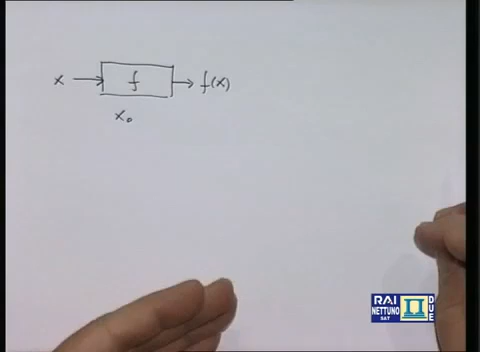 x → f → f(x)
x₀
RAI DUE
NETTUNO
SAT